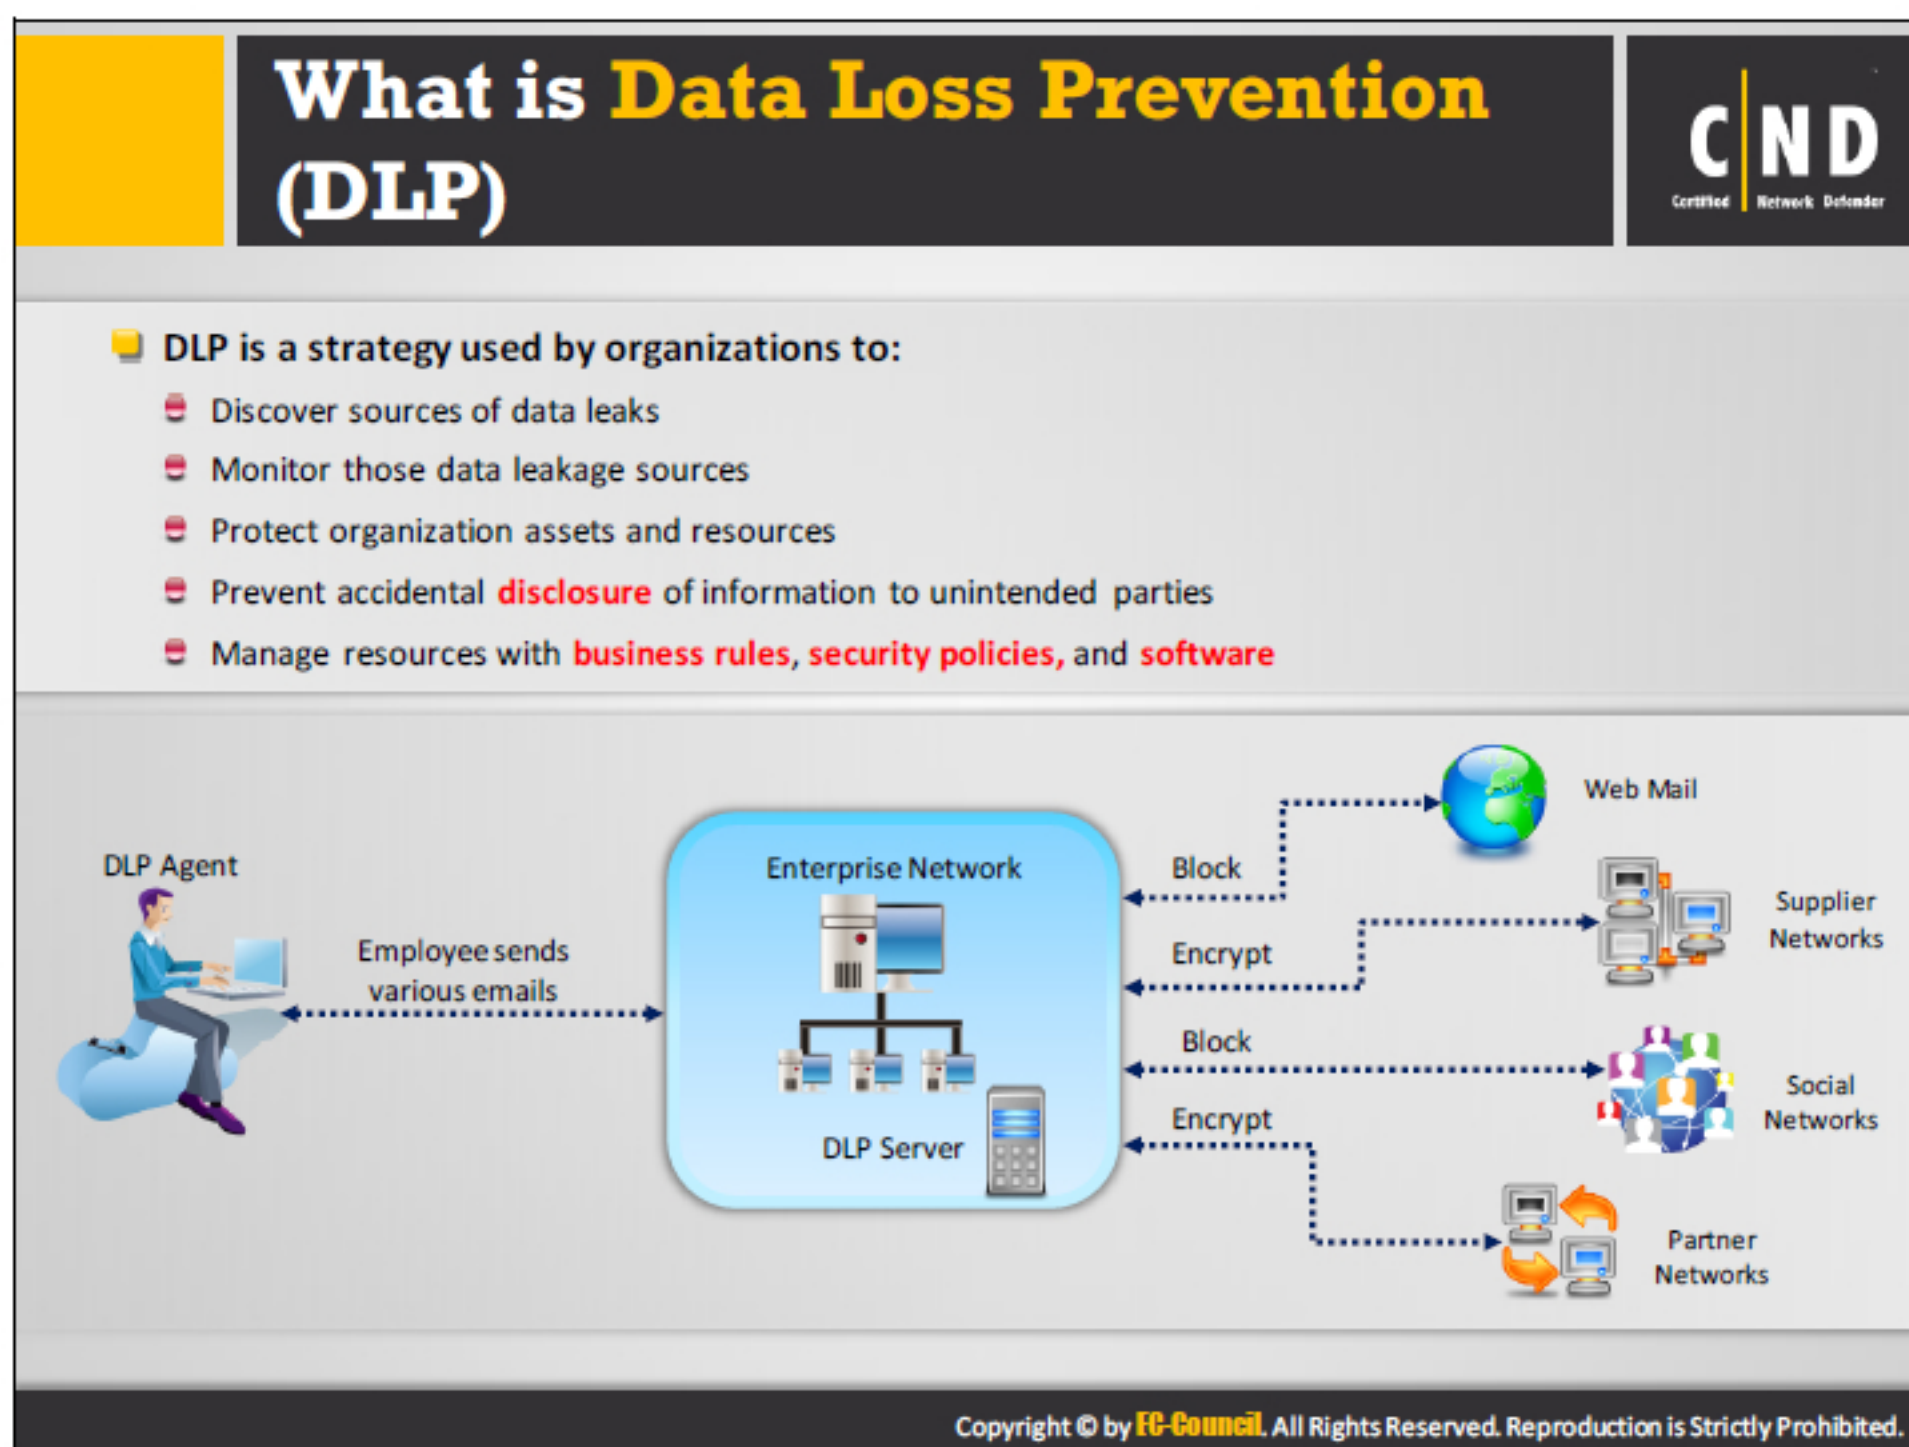 What is Data Loss Prevention
(DLP)
C ND
Certified Network Defender
DLP is a strategy used by organizations to:
Discover sources of data leaks
Monitor those data leakage sources
Protect organization assets and resources
Prevent accidental disclosure of information to unintended parties
Manage resources with business rules, security policies, and software
DLP Agent
Employee sends
various emails
Enterprise Network
DLP Server
Block
Web Mail
Encrypt
Supplier
Networks
Block
Social
Networks
Encrypt
Partner
Networks
Copyright © by EC-Council. All Rights Reserved. Reproduction is Strictly Prohibited.